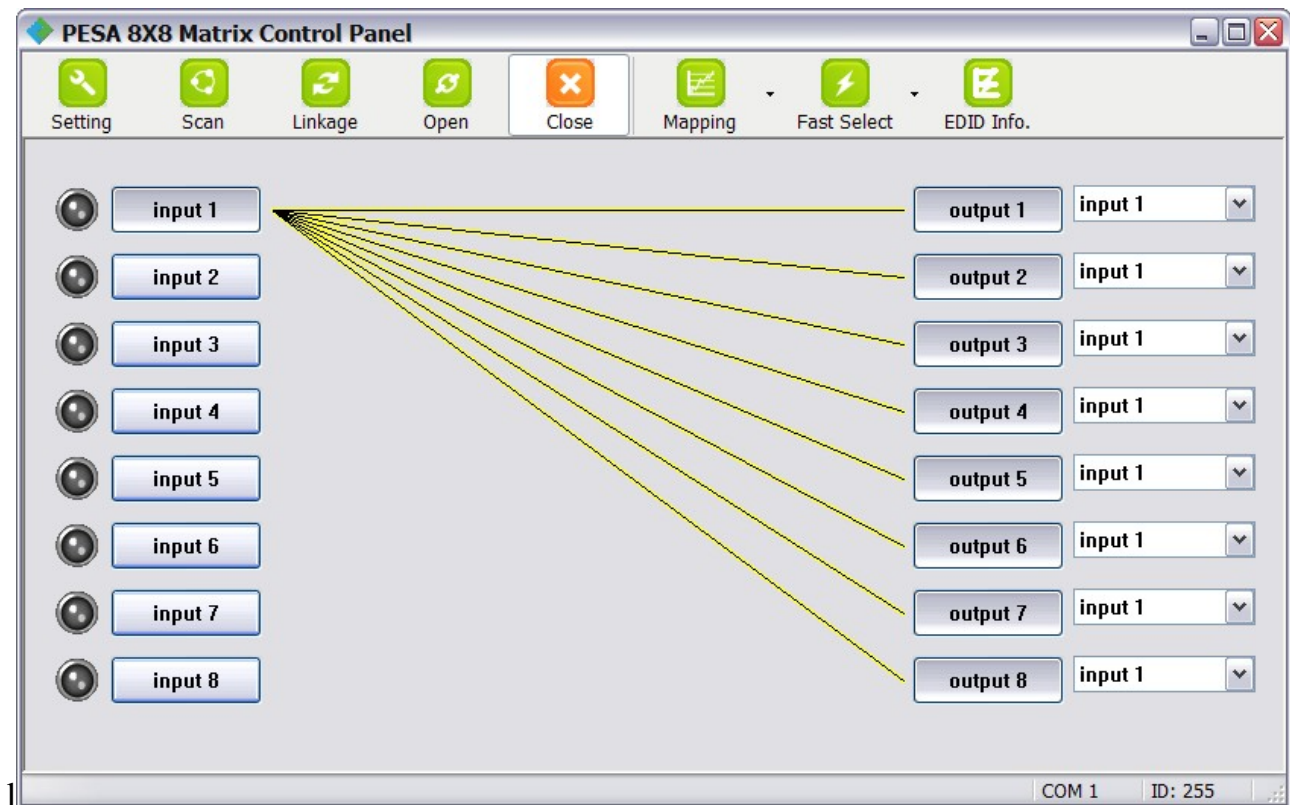 PESA 8X8 Matrix Control Panel
Setting Scan Linkage Open Close Mapping Fast Select EDID Info.
input 1 output 1 input 1
input 2 output 2 input 1
input 3 output 3 input 1
input 4 output 4 input 1
input 5 output 5 input 1
input 6 output 6 input 1
input 7 output 7 input 1
input 8 output 8 input 1
COM 1 ID: 255